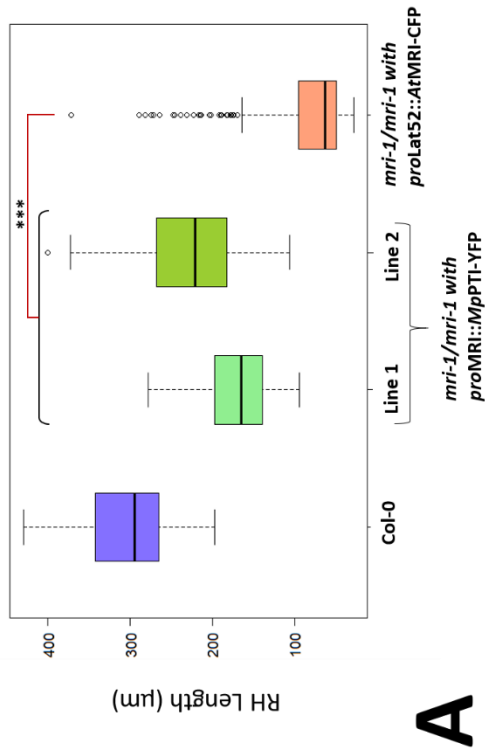 A
RH Length (µm)
400
300
200
100
***
Col-0
Line 1
Line 2
mri-1/mri-1 with
proLat52::AtMRI-CFP
mri-1/mri-1 with
proMRI::MpPTI-YFP